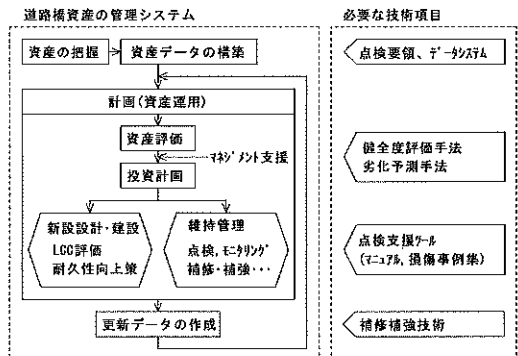 道路橋資産の管理システム
必要な技術項目
資産の把握
資産データの構築
点検要領、データシステム
計画(資産運用)
資産評価
マネジメント支援
投資計画
健全度評価手法
劣化予測手法
新設設計・建設
LCC評価
耐久性向上策
維持管理
点検,モニタリング
補修・補強・・・
点検支援ツール
(マニュアル,損傷事例集)
更新データの作成
補修補強技術